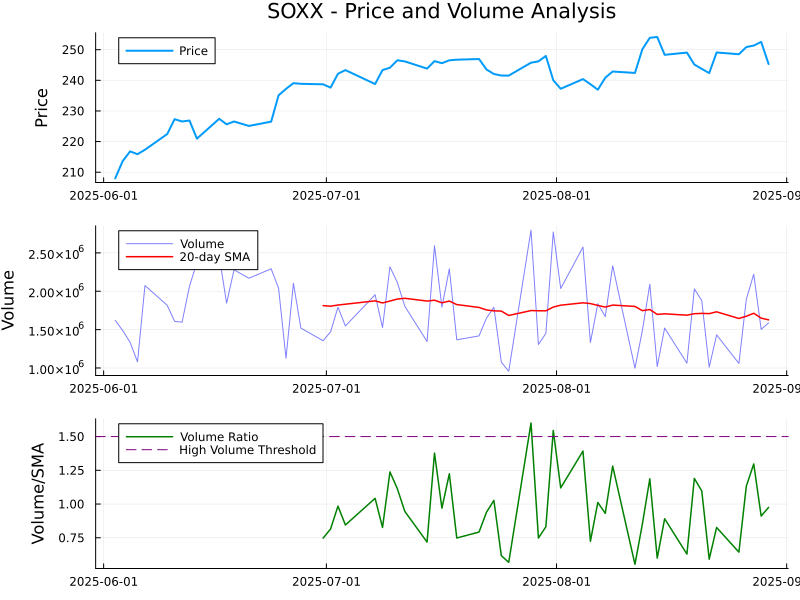 SOXX - Price and Volume Analysis
Price
250
240
230
220
210
Price
2025-06-01 2025-07-01 2025-08-01 2025-09
Volume
20-day SMA
2.50×10⁶
2.00×10⁶
1.50×10⁶
1.00×10⁶
Volume
2025-06-01 2025-07-01 2025-08-01 2025-09
Volume Ratio
High Volume Threshold
1.50
1.25
1.00
0.75
Volume/SMA
2025-06-01 2025-07-01 2025-08-01 2025-09